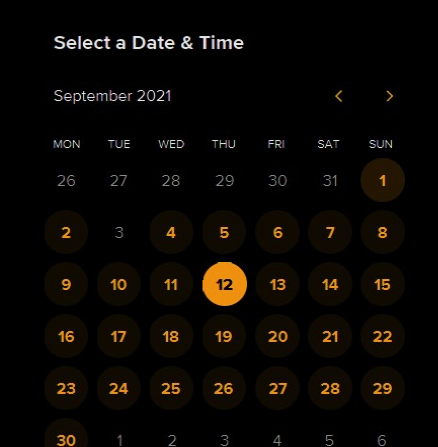 Select a Date & Time
September 2021
MON TUE WED THU FRI SAT SUN
26 27 28 29 30 31 1
2 3 4 5 6 7 8
9 10 11 12 13 14 15
16 17 18 19 20 21 22
23 24 25 26 27 28 29
30 1 2 3 4 5 6